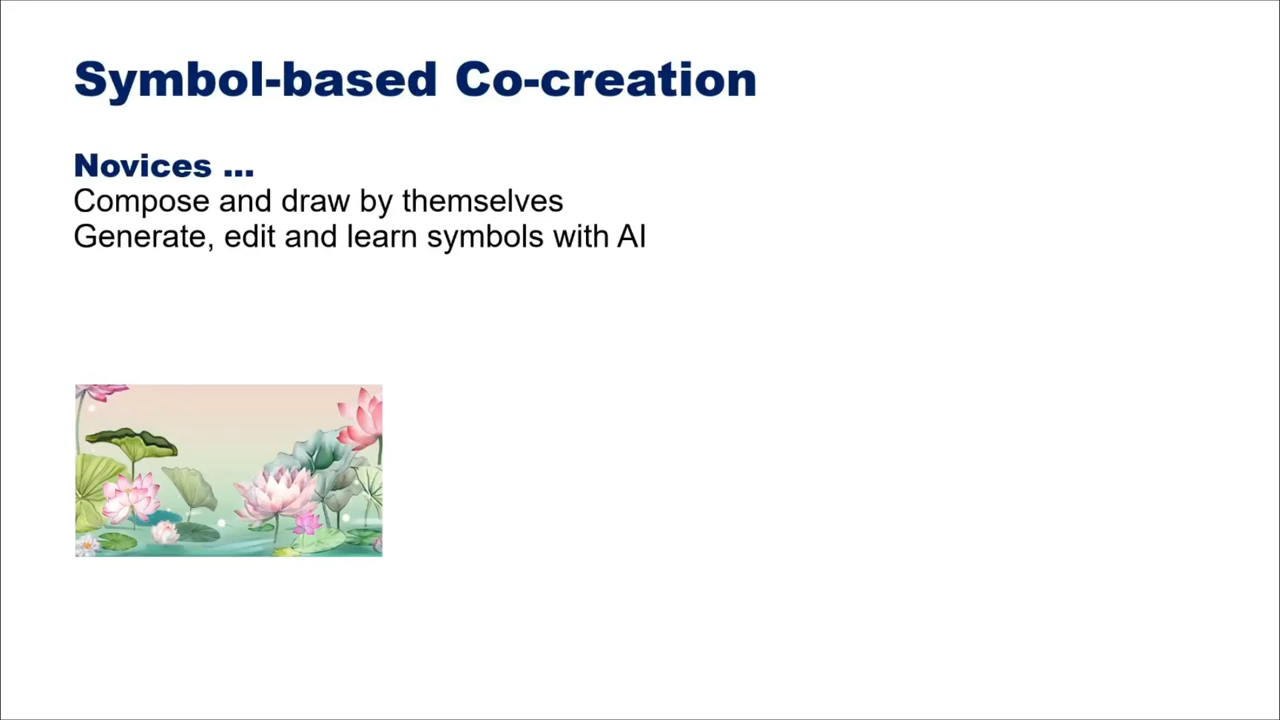 Symbol-based Co-creation
Novices ...
Compose and draw by themselves
Generate, edit and learn symbols with AI